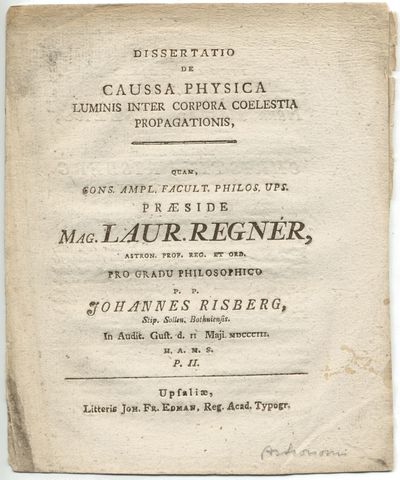 DISSERTATIO
DE
CAUSSA PHYSICA
LUMINIS INTER CORPORA COELESTIA
PROPAGATIONIS,
QUAM,
CONS. AMPL. FACULT. PHILOS. UPS.
PRÆSIDE
MAG. LAUR. REGNÉR,
ASTRON. PROF. REG. ET ORD.
PRO GRADU PHILOSOPHICO
P. P.
JOHANNES RISBERG,
Stip. Sollen. Bothniensis.
In Audit. Gust. d. 11 Maji MDCCCIII.
H. A. M. S.
P. II.
Upsaliæ,
Litteris JOH. FR. EDMAN, Reg. Acad. Typogr.
Astronomi